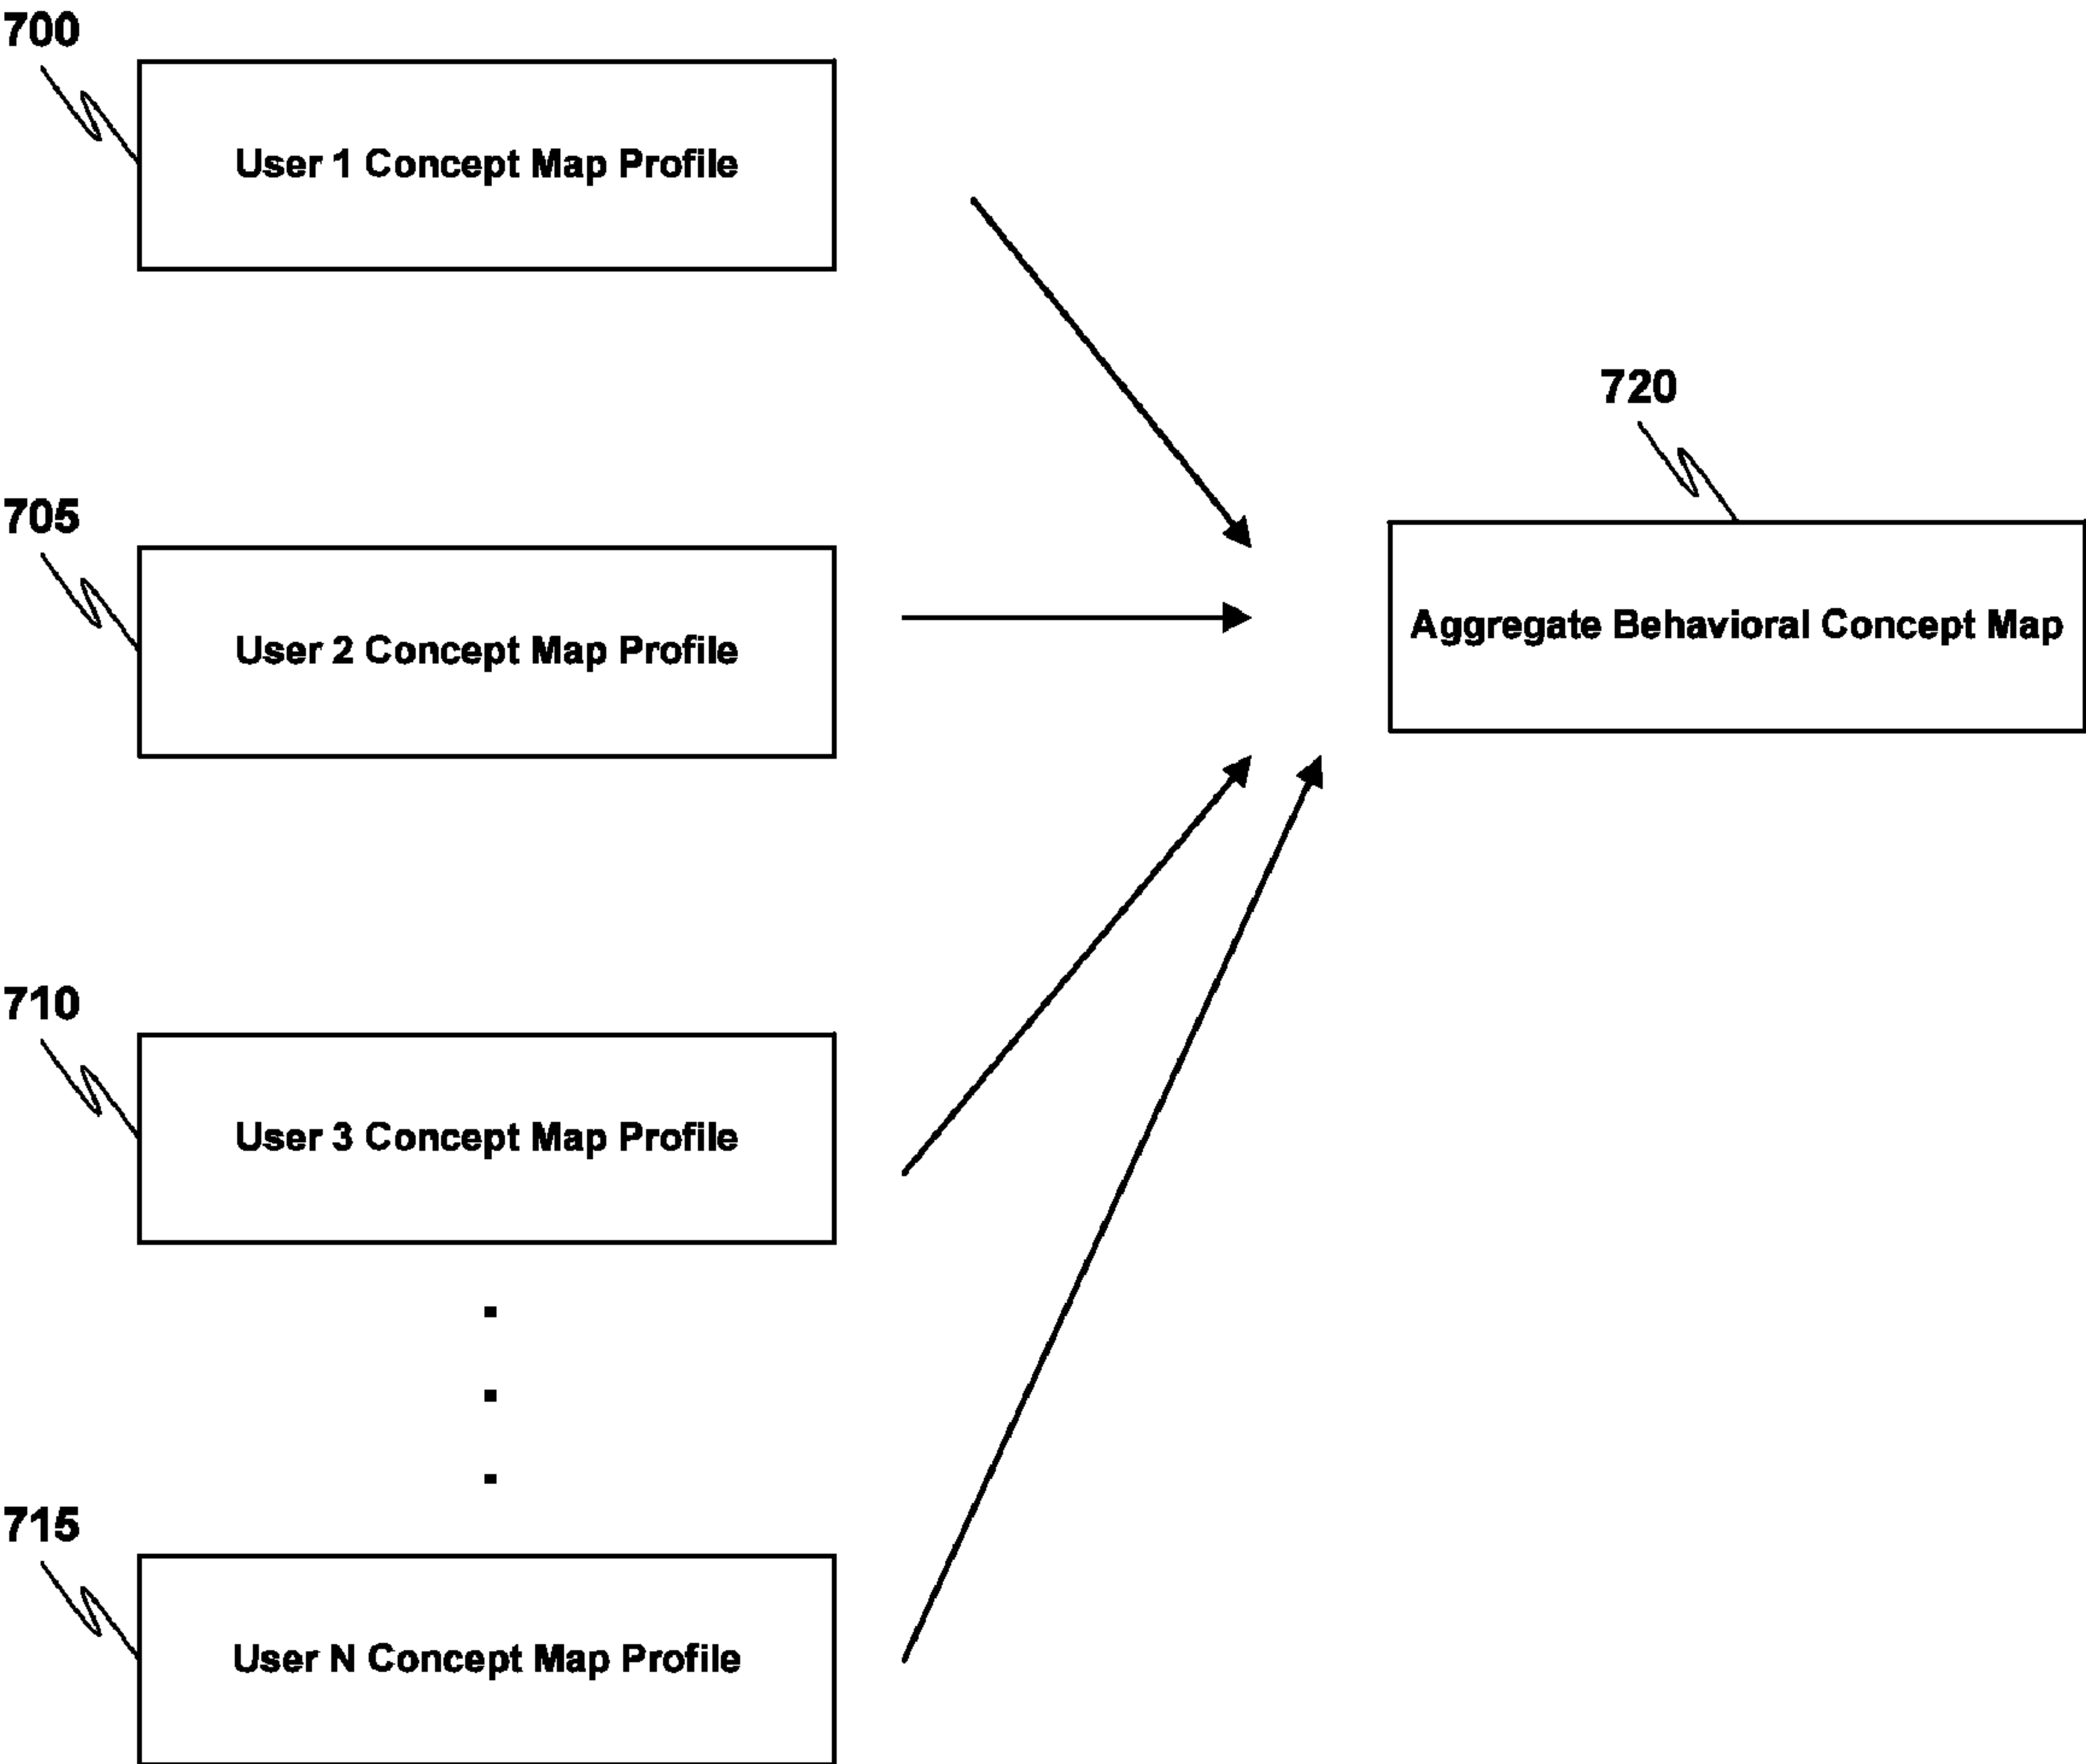 700
User 1 Concept Map Profile
720
705
User 2 Concept Map Profile
Aggregate Behavioral Concept Map
710
User 3 Concept Map Profile
715
User N Concept Map Profile